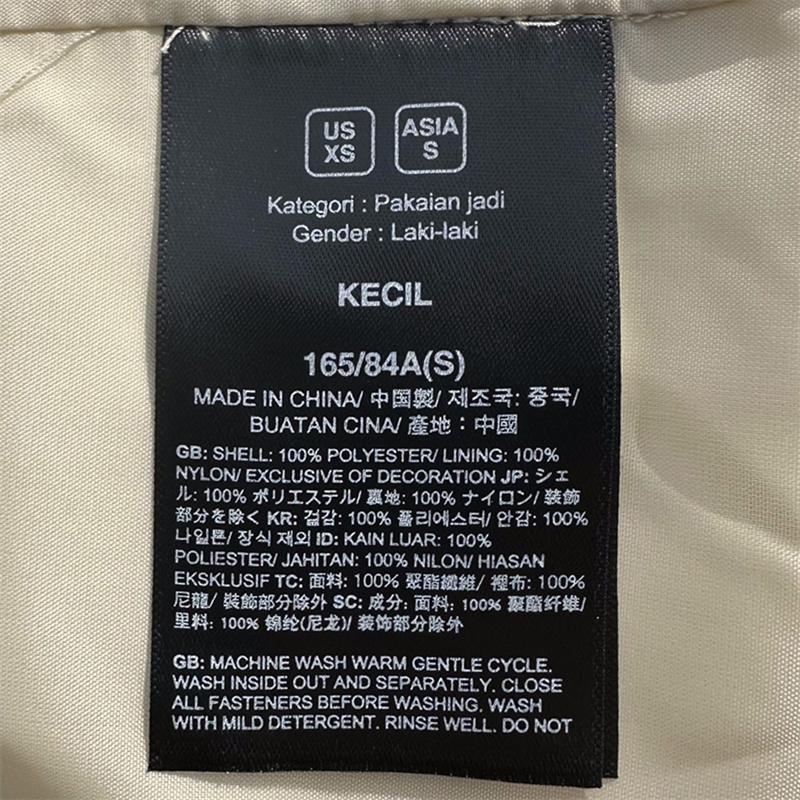 US
XS
ASIA
S
Kategori : Pakaian jadi
Gender : Laki-laki
KECIL
165/84A(S)
MADE IN CHINA/ 中国製/ 제조국: 중국/
BUATAN CINA/ 產地：中國
GB: SHELL: 100% POLYESTER/ LINING: 100%
NYLON/ EXCLUSIVE OF DECORATION JP: シェ
ル: 100% ポリエステル/ 裏地: 100% ナイロン/ 装飾
部分を除く KR: 겉감: 100% 폴리에스터/ 안감: 100%
나일론/ 장식 제외 ID: KAIN LUAR: 100%
POLIESTER/ JAHITAN: 100% NILON/ HIASAN
EKSKLUSIF TC: 面料: 100% 聚酯纖維/ 裡布: 100%
尼龍/ 裝飾部分除外 SC: 成分: 面料: 100% 聚酯纤维/
里料: 100% 锦纶(尼龙)/ 装饰部分除外
GB: MACHINE WASH WARM GENTLE CYCLE.
WASH INSIDE OUT AND SEPARATELY. CLOSE
ALL FASTENERS BEFORE WASHING. WASH
WITH MILD DETERGENT. RINSE WELL. DO NOT